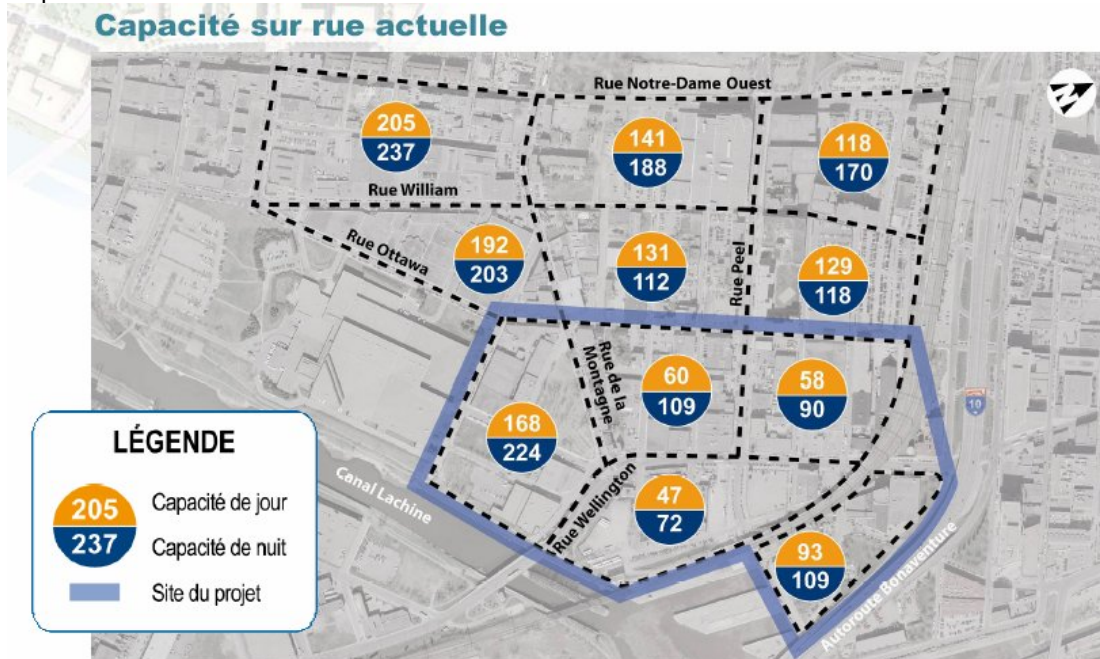 Capacité sur rue actuelle
Rue Notre-Dame Ouest
N
205
237
141
188
118
170
Rue William
Rue Ottawa
192
203
131
112
Rue Peel
129
118
Rue de la
Montagne
60
109
58
90
10
168
224
Canal Lachine
Rue Wellington
47
72
93
109
Autoroute Bonaventure
LÉGENDE
205
237
Capacité de jour
Capacité de nuit
Site du projet